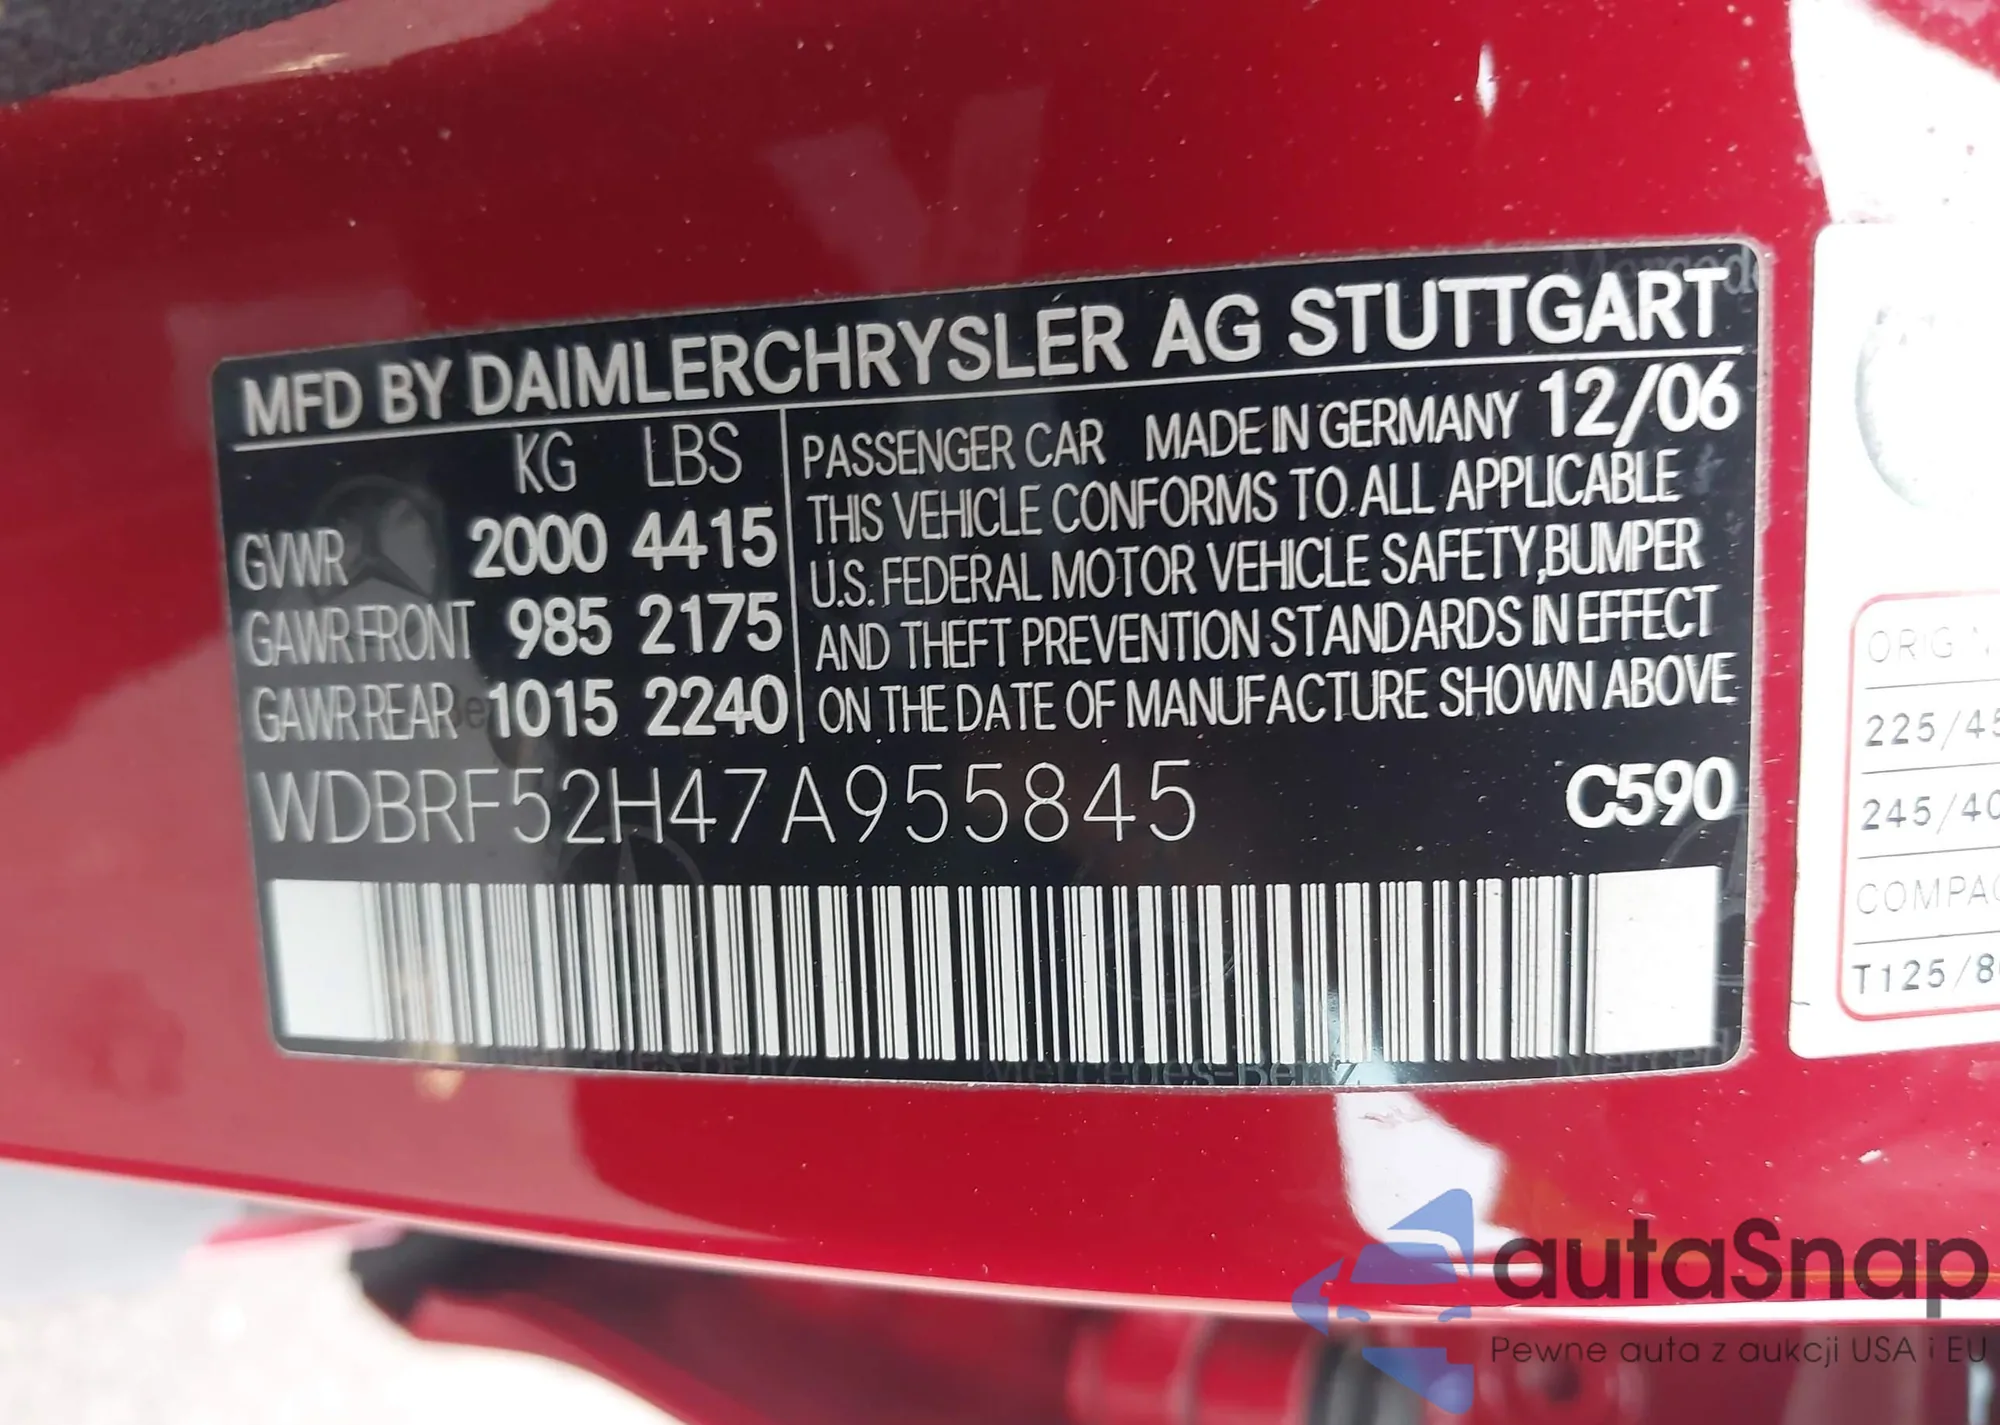 MFD BY DAIMLERCHRYSLER AG STUTTGART
KG LBS
GVWR 2000 4415
GAWR FRONT 985 2175
GAWR REAR 1015 2240
PASSENGER CAR MADE IN GERMANY 12/06
THIS VEHICLE CONFORMS TO ALL APPLICABLE
U.S. FEDERAL MOTOR VEHICLE SAFETY, BUMPER
AND THEFT PREVENTION STANDARDS IN EFFECT
ON THE DATE OF MANUFACTURE SHOWN ABOVE
WDBRF52H47A955845 C590
Mercedes-Benz
225/45
245/40
T125/80
autaSnap
Pewne auta z aukcji USA i EU